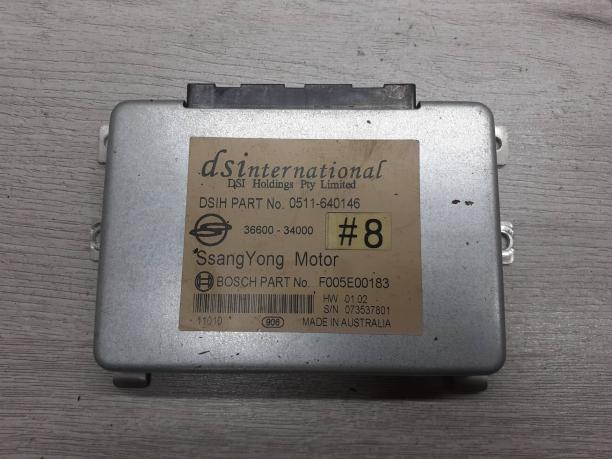 dsinternational
DSI Holdings Pty Limited
DSIH PART No. 0511-640146
36600 - 34000
#8
SsangYong Motor
BOSCH PART No. F005E00183
HW 01.02
S/N 073537801
11010 906 MADE IN AUSTRALIA